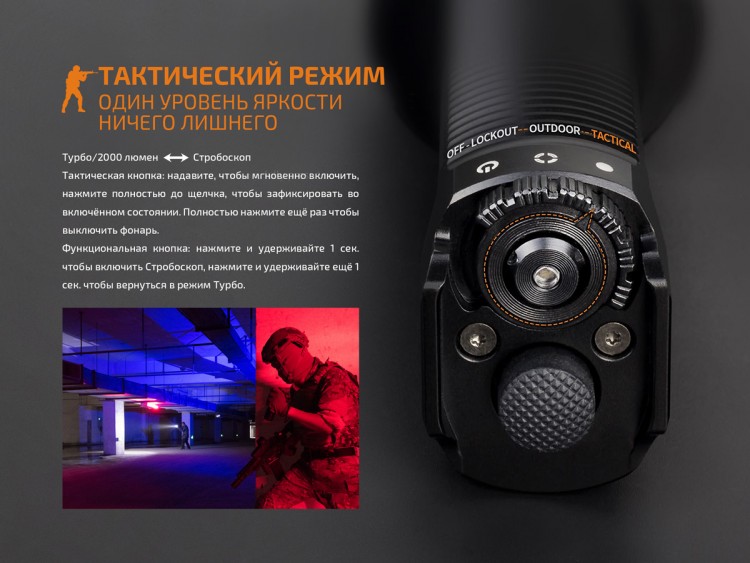 ТАКТИЧЕСКИЙ РЕЖИМ
ОДИН УРОВЕНЬ ЯРКОСТИ
НИЧЕГО ЛИШНЕГО
Турбо/2000 люмен ⟷ Стробоскоп
Тактическая кнопка: надавите, чтобы мгновенно включить,
нажмите полностью до щелчка, чтобы зафиксировать во
включённом состоянии. Полностью нажмите ещё раз чтобы
выключить фонарь.
Функциональная кнопка: нажмите и удерживайте 1 сек.
чтобы включить Стробоскоп, нажмите и удерживайте ещё 1
сек. чтобы вернуться в режим Турбо.
OFF - LOCKOUT -- OUTDOOR -- TACTICAL